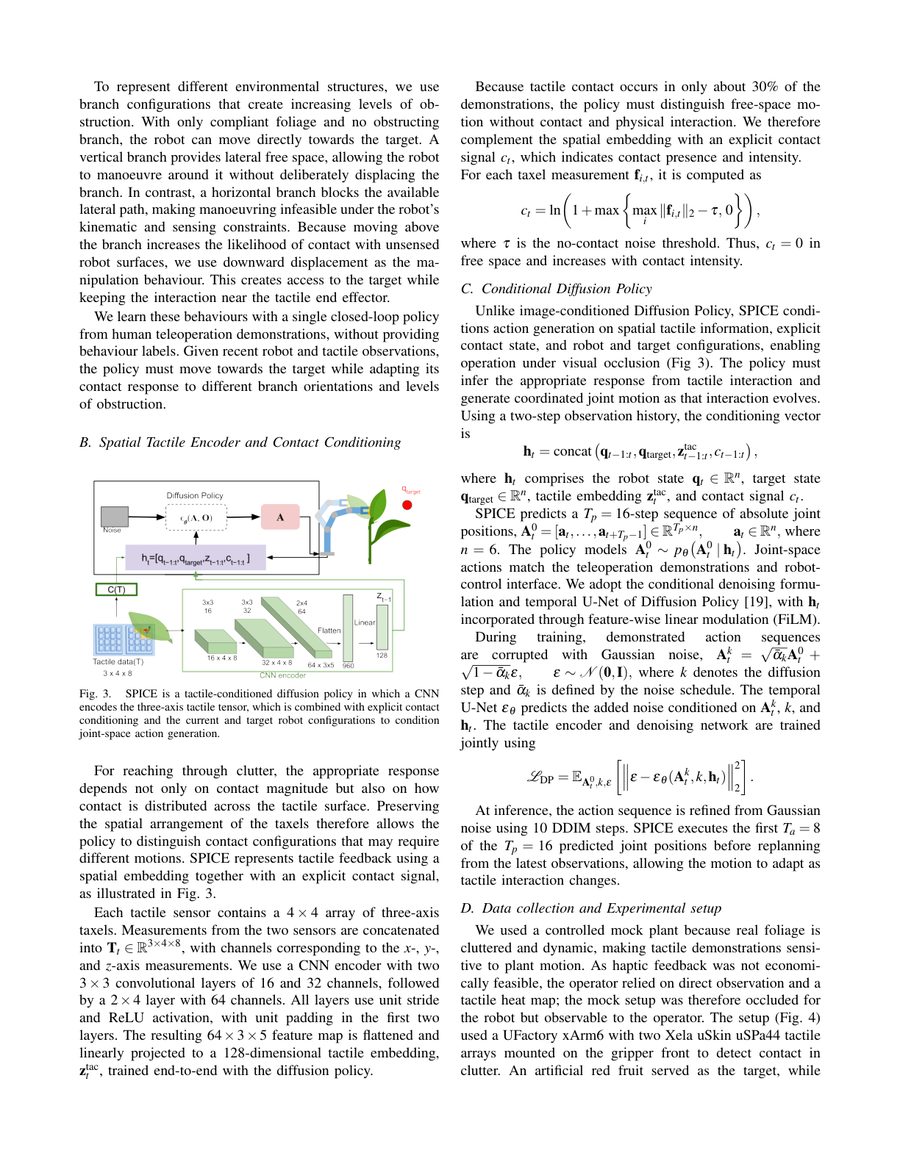 To represent different environmental structures, we use
branch configurations that create increasing levels of ob-
struction. With only compliant foliage and no obstructing
branch, the robot can move directly towards the target. A
vertical branch provides lateral free space, allowing the robot
to manoeuvre around it without deliberately displacing the
branch. In contrast, a horizontal branch blocks the available
lateral path, making manoeuvring infeasible under the robot's
kinematic and sensing constraints. Because moving above
the branch increases the likelihood of contact with unsensed
robot surfaces, we use downward displacement as the ma-
nipulation behaviour. This creates access to the target while
keeping the interaction near the tactile end effector.
We learn these behaviours with a single closed-loop policy
from human teleoperation demonstrations, without providing
behaviour labels. Given recent robot and tactile observations,
the policy must move towards the target while adapting its
contact response to different branch orientations and levels
of obstruction.
B. Spatial Tactile Encoder and Contact Conditioning
Diffusion Policy
q_target
Noise
ϵ_θ(A, O)
A
h_t=[q_t−1:t,q_target,z_t−1:t,c_t−1:t ]
C(T)
3x3
16
3x3
32
2x4
64
Flatten
Linear
z_t−1
16 x 4 x 8
32 x 4 x 8
64 x 3x5
960
128
Tactile data(T)
3 x 4 x 8
CNN encoder
Fig. 3. SPICE is a tactile-conditioned diffusion policy in which a CNN
encodes the three-axis tactile tensor, which is combined with explicit contact
conditioning and the current and target robot configurations to condition
joint-space action generation.
For reaching through clutter, the appropriate response
depends not only on contact magnitude but also on how
contact is distributed across the tactile surface. Preserving
the spatial arrangement of the taxels therefore allows the
policy to distinguish contact configurations that may require
different motions. SPICE represents tactile feedback using a
spatial embedding together with an explicit contact signal,
as illustrated in Fig. 3.
Each tactile sensor contains a 4 × 4 array of three-axis
taxels. Measurements from the two sensors are concatenated
into T_t ∈ ℝ^{3×4×8}, with channels corresponding to the x-, y-,
and z-axis measurements. We use a CNN encoder with two
3 × 3 convolutional layers of 16 and 32 channels, followed
by a 2 × 4 layer with 64 channels. All layers use unit stride
and ReLU activation, with unit padding in the first two
layers. The resulting 64 × 3 × 5 feature map is flattened and
linearly projected to a 128-dimensional tactile embedding,
z_t^{tac}, trained end-to-end with the diffusion policy.
Because tactile contact occurs in only about 30% of the
demonstrations, the policy must distinguish free-space mo-
tion without contact and physical interaction. We therefore
complement the spatial embedding with an explicit contact
signal c_t, which indicates contact presence and intensity.
For each taxel measurement f_{i,t}, it is computed as
c_t = ln(1 + max{max_i ‖f_{i,t}‖_2 − τ, 0}),
where τ is the no-contact noise threshold. Thus, c_t = 0 in
free space and increases with contact intensity.
C. Conditional Diffusion Policy
Unlike image-conditioned Diffusion Policy, SPICE condi-
tions action generation on spatial tactile information, explicit
contact state, and robot and target configurations, enabling
operation under visual occlusion (Fig 3). The policy must
infer the appropriate response from tactile interaction and
generate coordinated joint motion as that interaction evolves.
Using a two-step observation history, the conditioning vector
is
h_t = concat(q_{t−1:t}, q_{target}, z^{tac}_{t−1:t}, c_{t−1:t}),
where h_t comprises the robot state q_t ∈ ℝ^n, target state
q_{target} ∈ ℝ^n, tactile embedding z_t^{tac}, and contact signal c_t.
SPICE predicts a T_p = 16-step sequence of absolute joint
positions, A_t^0 = [a_t, . . . , a_{t+T_p−1}] ∈ ℝ^{T_p×n}, a_t ∈ ℝ^n, where
n = 6. The policy models A_t^0 ∼ p_θ(A_t^0 | h_t). Joint-space
actions match the teleoperation demonstrations and robot-
control interface. We adopt the conditional denoising formu-
lation and temporal U-Net of Diffusion Policy [19], with h_t
incorporated through feature-wise linear modulation (FiLM).
During training, demonstrated action sequences
are corrupted with Gaussian noise, A_t^k = √ᾱ_k A_t^0 +
√(1 − ᾱ_k) ε, ε ∼ 𝒩(0, I), where k denotes the diffusion
step and ᾱ_k is defined by the noise schedule. The temporal
U-Net ε_θ predicts the added noise conditioned on A_t^k, k, and
h_t. The tactile encoder and denoising network are trained
jointly using
ℒ_DP = 𝔼_{A_t^0,k,ε} [‖ε − ε_θ(A_t^k, k, h_t)‖_2^2].
At inference, the action sequence is refined from Gaussian
noise using 10 DDIM steps. SPICE executes the first T_a = 8
of the T_p = 16 predicted joint positions before replanning
from the latest observations, allowing the motion to adapt as
tactile interaction changes.
D. Data collection and Experimental setup
We used a controlled mock plant because real foliage is
cluttered and dynamic, making tactile demonstrations sensi-
tive to plant motion. As haptic feedback was not economi-
cally feasible, the operator relied on direct observation and a
tactile heat map; the mock setup was therefore occluded for
the robot but observable to the operator. The setup (Fig. 4)
used a UFactory xArm6 with two Xela uSkin uSPa44 tactile
arrays mounted on the gripper front to detect contact in
clutter. An artificial red fruit served as the target, while